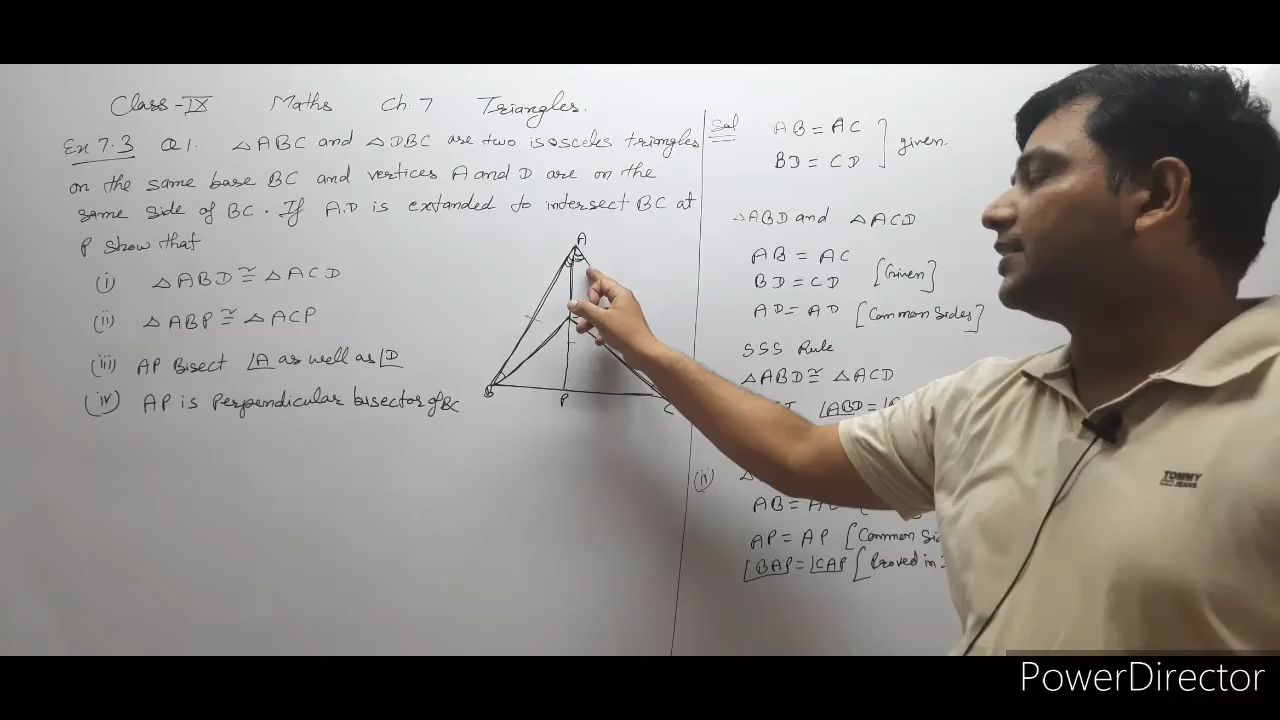 Class-IX Maths Ch. 7 Triangles.
Ex 7.3 Q1. △ABC and △DBC are two isosceles triangles
on the same base BC and vertices A and D are on the
same side of BC. If A.D is extanded to intersect BC at
P show that
(i) △ABD ≅ △ACD
(ii) △ABP ≅ △ACP
(iii) AP Bisect ∠A as well as ∠D
(iv) AP is Perpendicular bisector of BC
A
B
P
C
Sol
AB = AC
BD = CD
given.
△ABD and △ACD
AB = AC
BD = CD [Given]
AD = AD [Common Sides]
SSS Rule
△ABD ≅ △ACD
∠ABD =
(ii)
AB =
AP = AP [Common
∠BAP = ∠CAP [Proved in
TOMMY
JEANS
PowerDirector